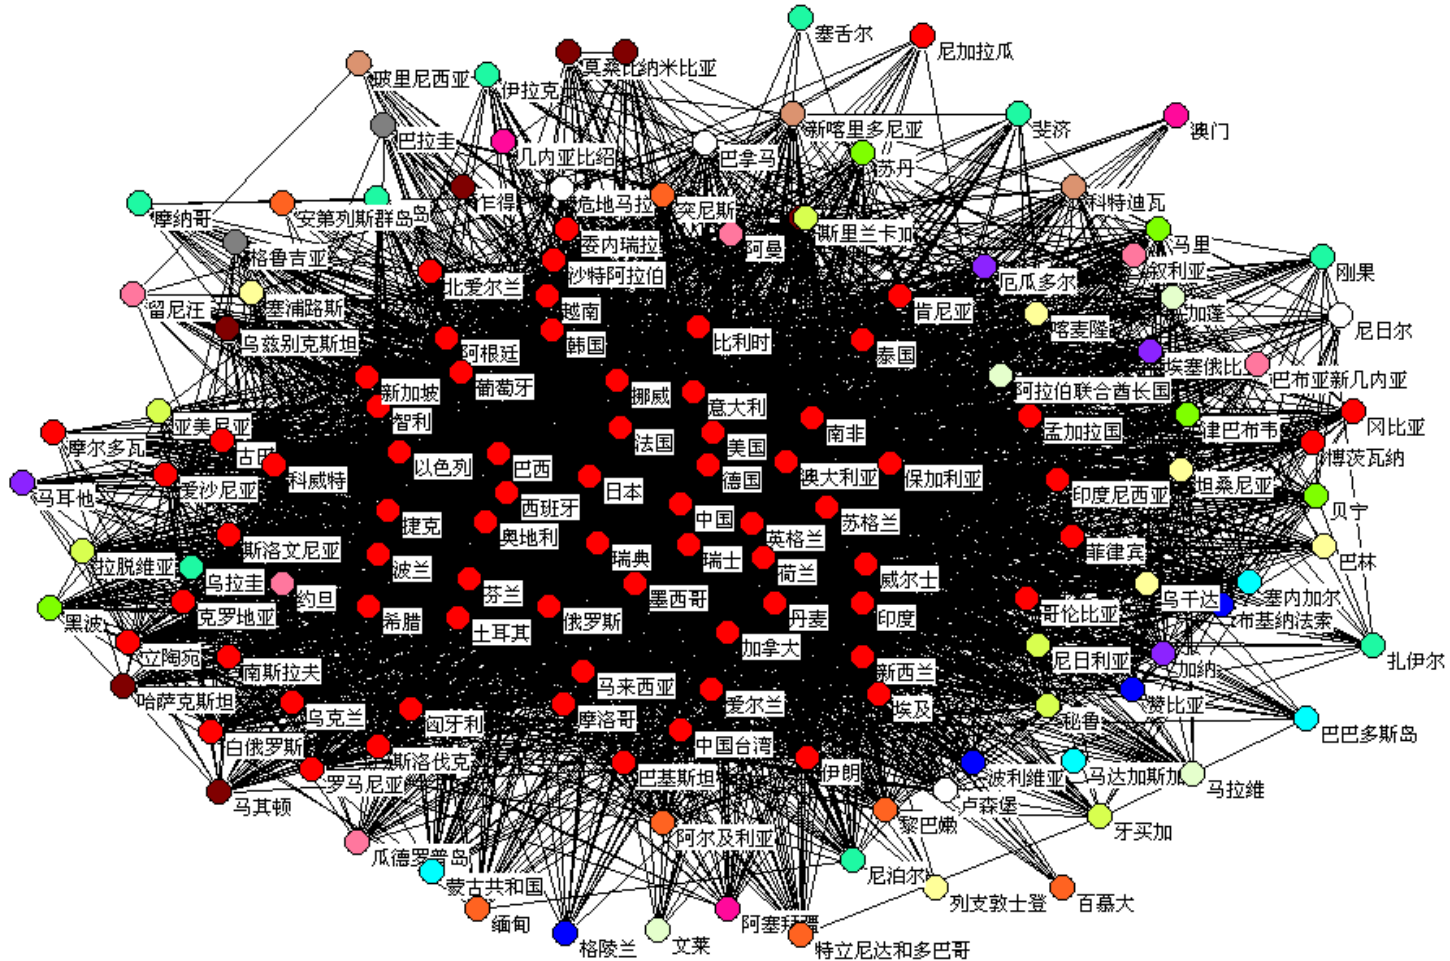 塞舌尔
尼加拉瓜
莫桑比纳米比亚
玻里尼西亚
伊拉克
新喀里多尼亚
斐济
澳门
巴拉圭
几内亚比绍
巴拿马
苏丹
乍得
危地马拉
突尼斯
科特迪瓦
摩纳哥
安第列斯群岛岛
斯里兰卡加
委内瑞拉
阿曼
马里
格鲁吉亚
叙利亚
刚果
北爱尔兰
沙特阿拉伯
厄瓜多尔
留尼汪
塞浦路斯
越南
肯尼亚
加蓬
喀麦隆
尼日尔
乌兹别克斯坦
韩国
比利时
阿根廷
泰国
埃塞俄比
巴布亚新几内亚
新加坡
葡萄牙
阿拉伯联合酋长国
挪威
意大利
智利
亚美尼亚
津巴布韦
冈比亚
摩尔多瓦
古巴
法国
美国
南非
孟加拉国
博茨瓦纳
科威特
以色列
巴西
德国
澳大利亚
保加利亚
坦桑尼亚
爱沙尼亚
日本
印度尼西亚
马耳他
西班牙
中国
苏格兰
贝宁
捷克
奥地利
英格兰
斯洛文尼亚
瑞典
瑞士
菲律宾
巴林
拉脱维亚
波兰
荷兰
乌拉圭
约旦
芬兰
墨西哥
威尔士
乌干达
塞内加尔
黑波
克罗地亚
希腊
土耳其
俄罗斯
丹麦
印度
哥伦比亚
布基纳法索
立陶宛
加拿大
扎伊尔
南斯拉夫
新西兰
尼日利亚
加纳
哈萨克斯坦
马来西亚
乌克兰
匈牙利
摩洛哥
爱尔兰
埃及
秘鲁
赞比亚
白俄罗斯
中国台湾
巴巴多斯岛
斯洛伐克
罗马尼亚
巴基斯坦
伊朗
波利维亚
马达加斯加
马拉维
马其顿
卢森堡
阿尔及利亚
黎巴嫩
牙买加
瓜德罗普岛
蒙古共和国
尼泊尔
列支敦士登
百慕大
缅甸
阿塞拜疆
格陵兰
文莱
特立尼达和多巴哥